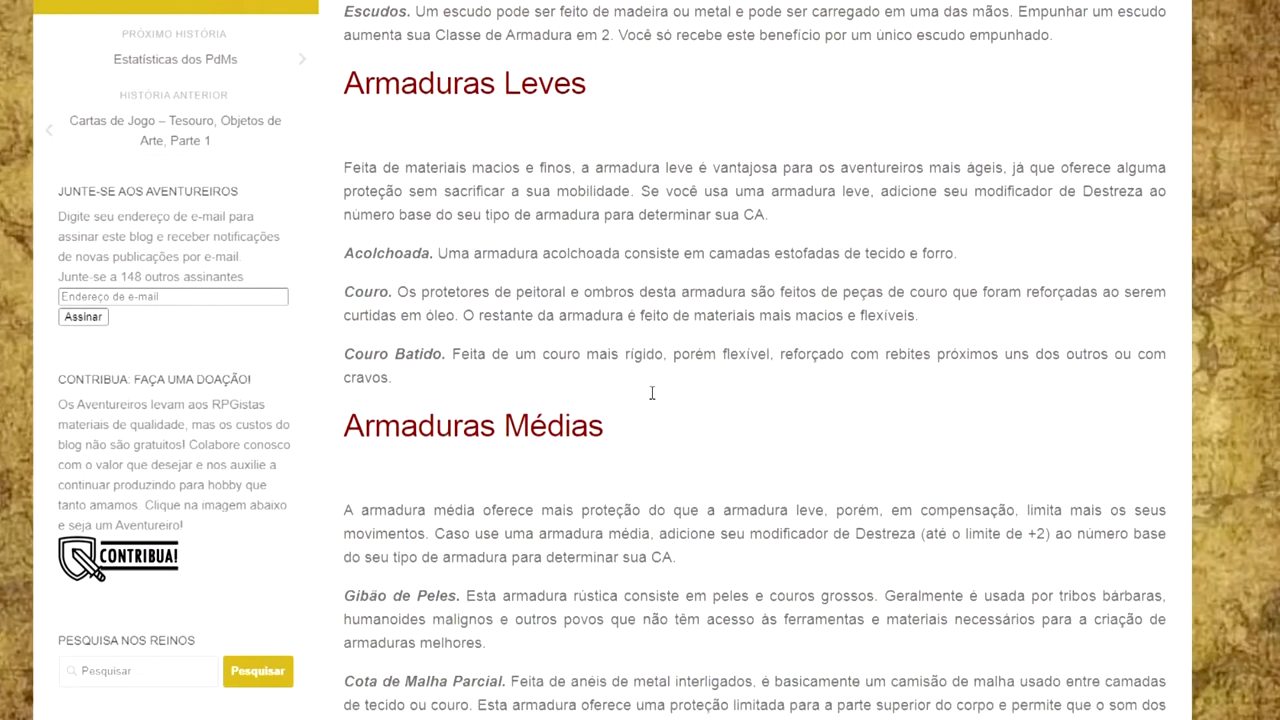 PRÓXIMO HISTÓRIA
Estatísticas dos PdMs
HISTÓRIA ANTERIOR
Cartas de Jogo – Tesouro, Objetos de
Arte, Parte 1
JUNTE-SE AOS AVENTUREIROS
Digite seu endereço de e-mail para
assinar este blog e receber notificações
de novas publicações por e-mail.
Junte-se a 148 outros assinantes
Endereço de e-mail
Assinar
CONTRIBUA: FAÇA UMA DOAÇÃO!
Os Aventureiros levam aos RPGistas
materiais de qualidade, mas os custos do
blog não são gratuitos! Colabore conosco
com o valor que desejar e nos auxilie a
continuar produzindo para hobby que
tanto amamos. Clique na imagem abaixo
e seja um Aventureiro!
CONTRIBUA!
PESQUISA NOS REINOS
Pesquisar
Pesquisar
Escudos. Um escudo pode ser feito de madeira ou metal e pode ser carregado em uma das mãos. Empunhar um escudo
aumenta sua Classe de Armadura em 2. Você só recebe este benefício por um único escudo empunhado.
Armaduras Leves
Feita de materiais macios e finos, a armadura leve é vantajosa para os aventureiros mais ágeis, já que oferece alguma
proteção sem sacrificar a sua mobilidade. Se você usa uma armadura leve, adicione seu modificador de Destreza ao
número base do seu tipo de armadura para determinar sua CA.
Acolchoada. Uma armadura acolchoada consiste em camadas estofadas de tecido e forro.
Couro. Os protetores de peitoral e ombros desta armadura são feitos de peças de couro que foram reforçadas ao serem
curtidas em óleo. O restante da armadura é feito de materiais mais macios e flexíveis.
Couro Batido. Feita de um couro mais rígido, porém flexível, reforçado com rebites próximos uns dos outros ou com
cravos.
Armaduras Médias
A armadura média oferece mais proteção do que a armadura leve, porém, em compensação, limita mais os seus
movimentos. Caso use uma armadura média, adicione seu modificador de Destreza (até o limite de +2) ao número base
do seu tipo de armadura para determinar sua CA.
Gibão de Peles. Esta armadura rústica consiste em peles e couros grossos. Geralmente é usada por tribos bárbaras,
humanoides malignos e outros povos que não têm acesso às ferramentas e materiais necessários para a criação de
armaduras melhores.
Cota de Malha Parcial. Feita de anéis de metal interligados, é basicamente um camisão de malha usado entre camadas
de tecido ou couro. Esta armadura oferece uma proteção limitada para a parte superior do corpo e permite que o som dos